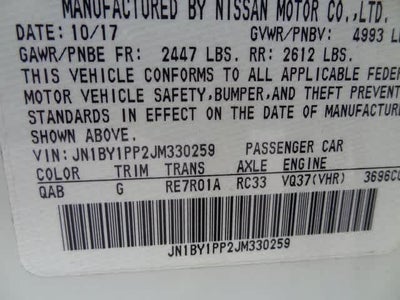 MANUFACTURED BY NISSAN MOTOR CO.,LTD.
DATE: 10/17 GVWR/PNBV: 4993
GAWR/PNBE FR: 2447 LBS. RR: 2612 LBS.
THIS VEHICLE CONFORMS TO ALL APPLICABLE
MOTOR VEHICLE SAFETY,BUMPER,AND THEFT
STANDARDS IN EFFECT ON THE DATE OF
SHOWN ABOVE.
VIN: JN1BY1PP2JM330259 PASSENGER CAR
COLOR TRIM TRANS AXLE ENGINE
QAB G RE7R01A RC33 VQ37(VHR)
JN1BY1PP2JM330259